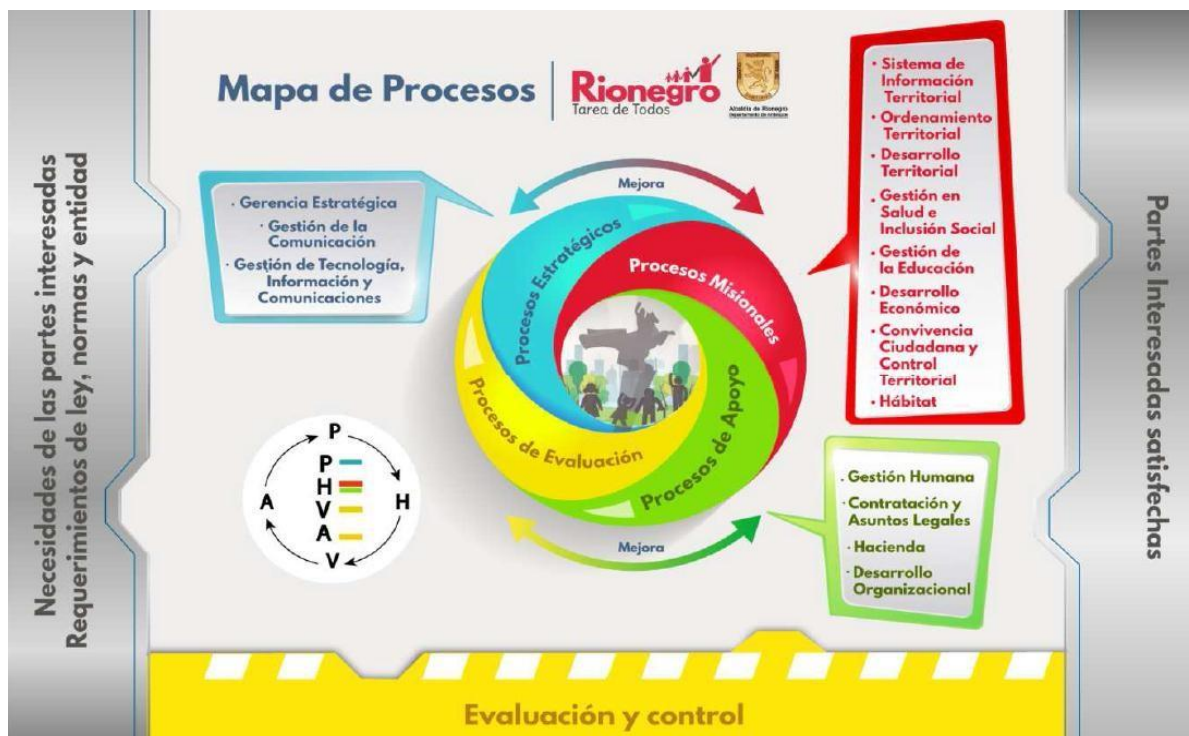 Mapa de Procesos
Rionegro
Tarea de Todos
Alcaldía de Rionegro
Necesidades de las partes interesadas
Requerimientos de ley, normas y entidad
· Gerencia Estratégica
· Gestión de la
Comunicación
· Gestión de Tecnología,
Información y
Comunicaciones
Mejora
Procesos Estratégicos
Procesos Misionales
Procesos de Evaluación
Procesos de Apoyo
Mejora
· Sistema de
Información
Territorial
· Ordenamiento
Territorial
· Desarrollo
Territorial
· Gestión en
Salud e
Inclusión Social
· Gestión de
la Educación
· Desarrollo
Económico
· Convivencia
Ciudadana y
Control
Territorial
· Hábitat
P
A
H
V
P
H
V
A
· Gestión Humana
· Contratación y
Asuntos Legales
· Hacienda
· Desarrollo
Organizacional
Partes Interesadas satisfechas
Evaluación y control